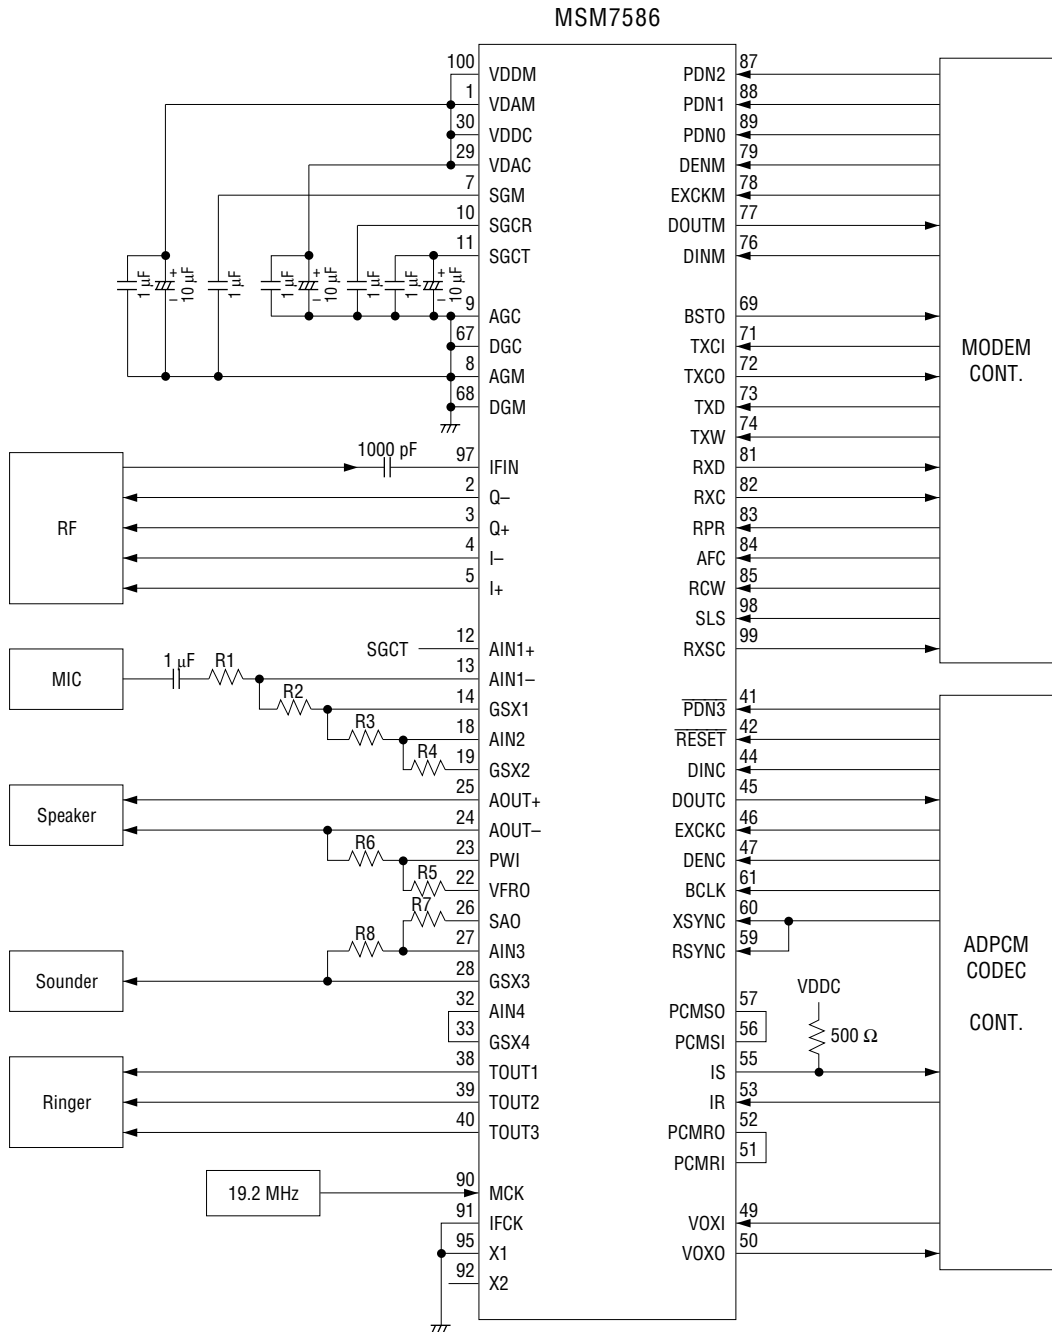 MSM7586
100 VDDM PDN2 87
1 VDAM PDN1 88
30 VDDC PDN0 89
29 VDAC DENM 79
7 SGM EXCKM 78
10 SGCR DOUTM 77
11 SGCT DINM 76
1 μF
+ – 10 μF
1 μF
1 μF
+ – 10 μF
1 μF
1 μF
+ – 10 μF
9 AGC BSTO 69
67 DGC TXCI 71
8 AGM TXCO 72
68 DGM TXD 73
TXW 74
MODEM
CONT.
RF
1000 pF 97 IFIN RXD 81
2 Q– RXC 82
3 Q+ RPR 83
4 I– AFC 84
5 I+ RCW 85
SLS 98
SGCT 12 AIN1+ RXSC 99
MIC 1 μF R1 13 AIN1–
R2 14 GSX1 PDN3 41
R3 18 AIN2 RESET 42
R4 19 GSX2 DINC 44
Speaker
25 AOUT+ DOUTC 45
24 AOUT– EXCKC 46
R6 23 PWI DENC 47
R5 22 VFRO BCLK 61
R7 26 SAO XSYNC 60
R8 27 AIN3 RSYNC 59
Sounder 28 GSX3
ADPCM
CODEC
CONT.
VDDC
500 Ω
32 AIN4 PCMSO 57
33 GSX4 PCMSI 56
Ringer
38 TOUT1 IS 55
39 TOUT2 IR 53
40 TOUT3 PCMRO 52
PCMRI 51
19.2 MHz 90 MCK
91 IFCK VOXI 49
95 X1 VOXO 50
92 X2